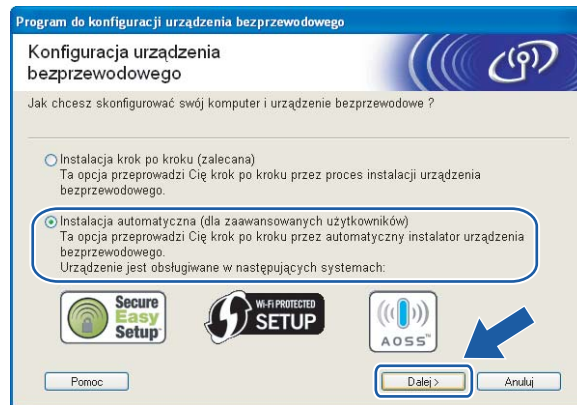 Program do konfiguracji urządzenia bezprzewodowego
Konfiguracja urządzenia
bezprzewodowego
Jak chcesz skonfigurować swój komputer i urządzenie bezprzewodowe ?
Instalacja krok po kroku (zalecana)
Ta opcja przeprowadzi Cię krok po kroku przez proces instalacji urządzenia
bezprzewodowego.
Instalacja automatyczna (dla zaawansowanych użytkowników)
Ta opcja przeprowadzi Cię krok po kroku przez automatyczny instalator urządzenia
bezprzewodowego.
Urządzenie jest obsługiwane w następujących systemach:
Secure
Easy
Setup
Wi-Fi PROTECTED
SETUP
AOSS™
Pomoc
Dalej >
Anuluj